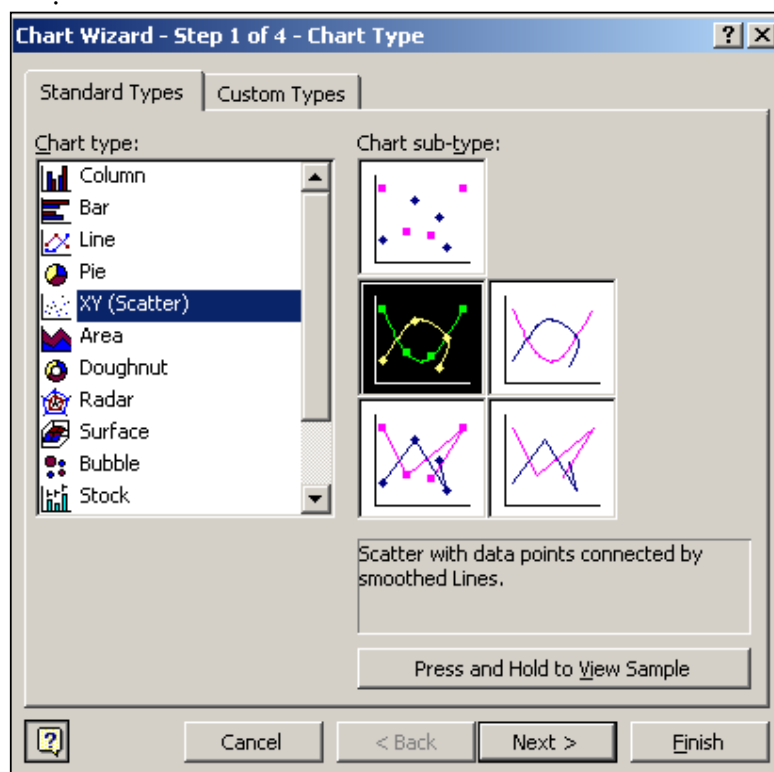 Chart Wizard - Step 1 of 4 - Chart Type
Standard Types
Custom Types
Chart type:
Column
Bar
Line
Pie
XY (Scatter)
Area
Doughnut
Radar
Surface
Bubble
Stock
Chart sub-type:
Scatter with data points connected by
smoothed Lines.
Press and Hold to View Sample
Cancel
< Back
Next >
Finish